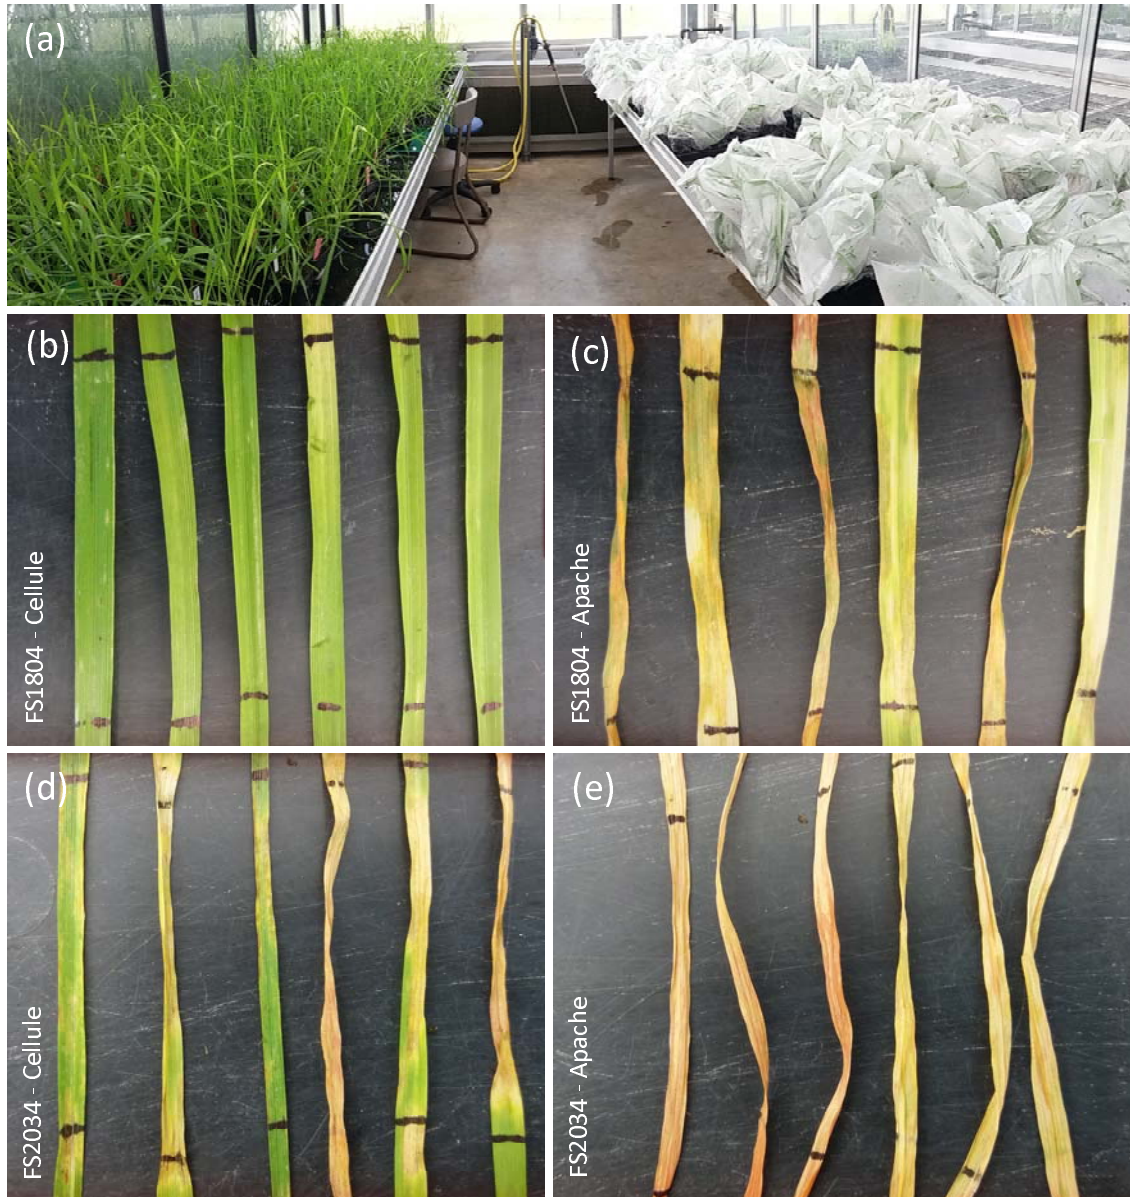 (a)
(b)
FS1804 - Cellule
(c)
FS1804 - Apache
(d)
FS2034 - Cellule
(e)
FS2034 - Apache